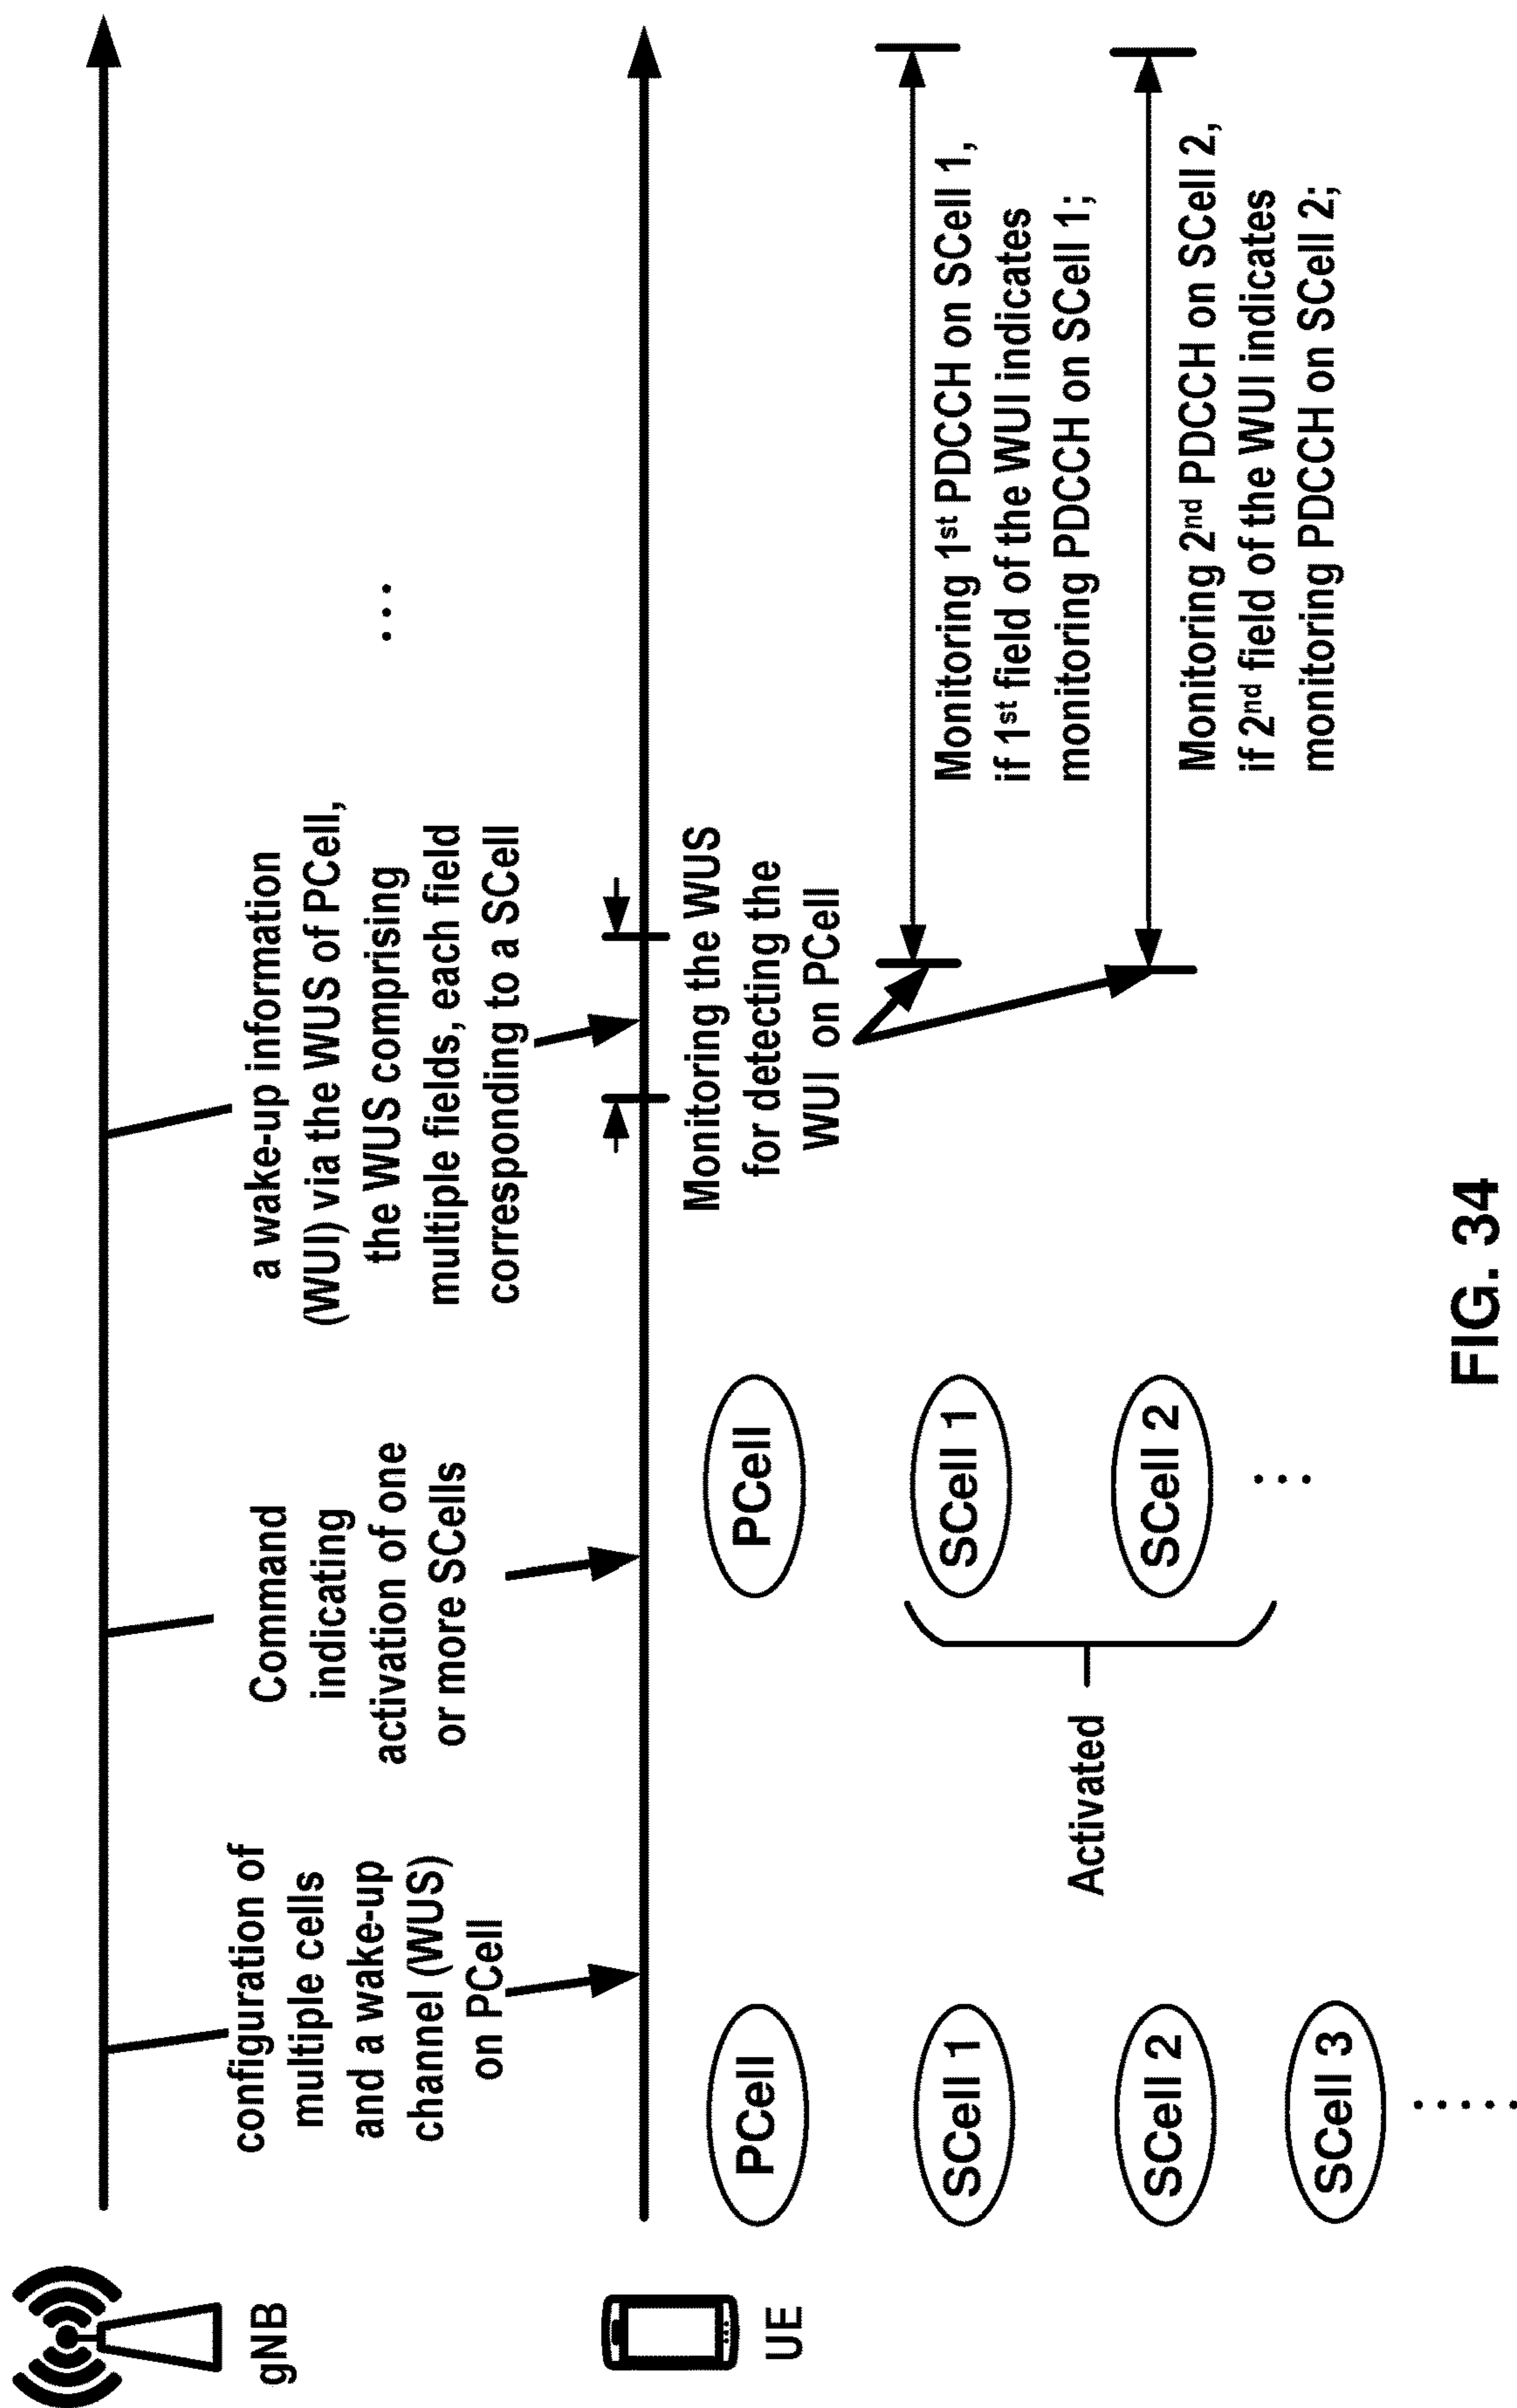 gNB
configuration of
multiple cells
and a wake-up
channel (WUS)
on PCell
Command
indicating
activation of one
or more SCells
a wake-up information
(WUI) via the WUS of PCell,
the WUS comprising
multiple fields, each field
corresponding to a SCell
...
UE
PCell
SCell 1
SCell 2
SCell 3
.....
Activated
PCell
SCell 1
SCell 2
...
Monitoring the WUS
for detecting the
WUI on PCell
Monitoring 1st PDCCH on SCell 1,
if 1st field of the WUI indicates
monitoring PDCCH on SCell 1;
Monitoring 2nd PDCCH on SCell 2,
if 2nd field of the WUI indicates
monitoring PDCCH on SCell 2;
FIG. 34